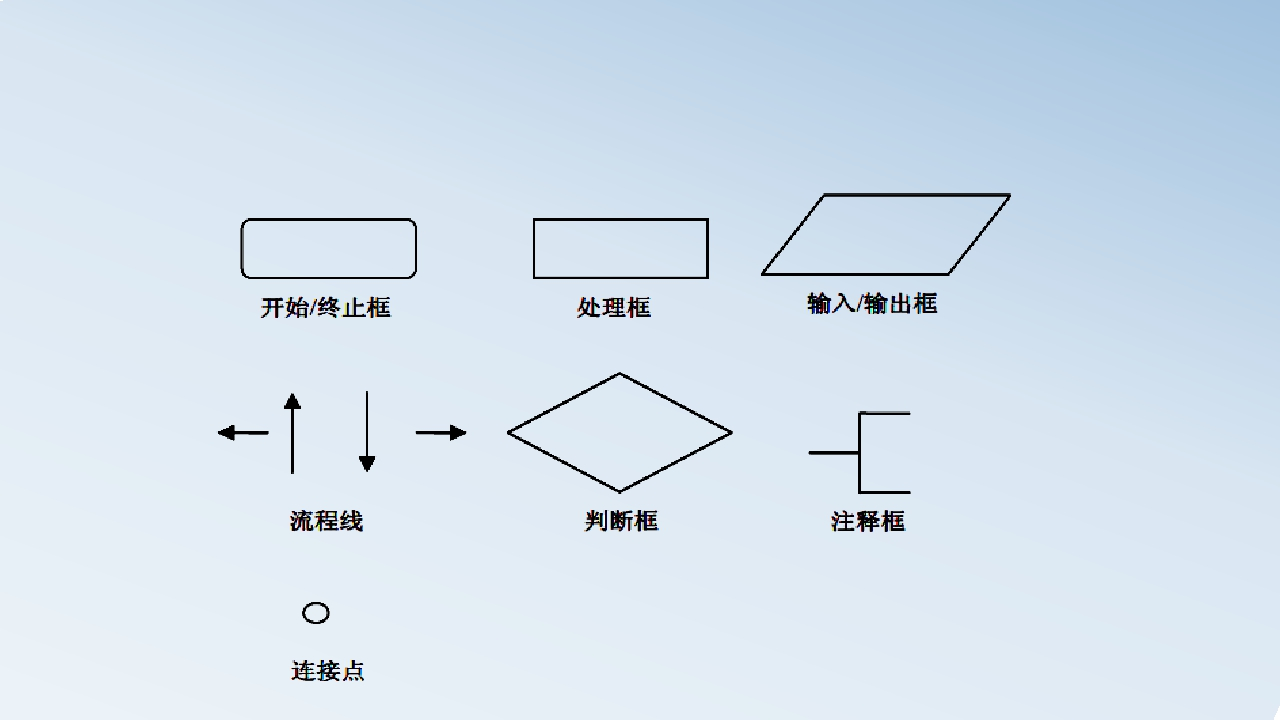 开始/终止框
处理框
输入/输出框
流程线
判断框
注释框
连接点